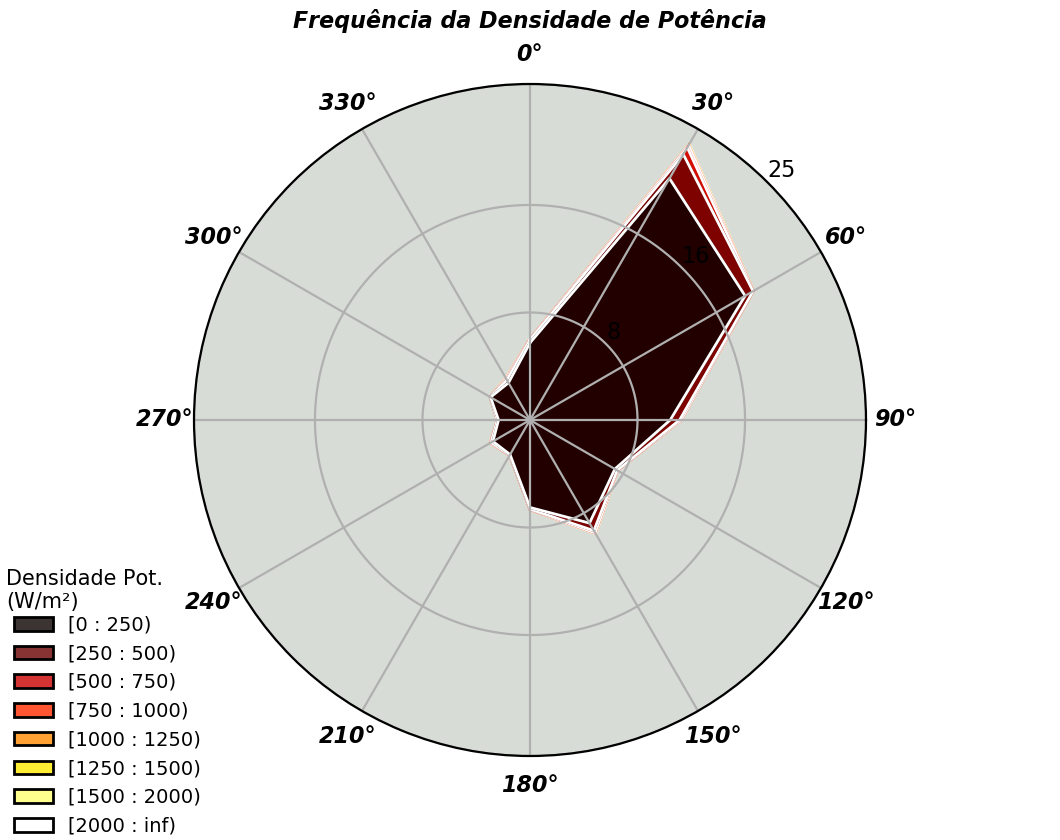 Frequência da Densidade de Potência
0°
330°
30°
25
300°
60°
16
8
270°
90°
240°
120°
210°
150°
180°
Densidade Pot.
(W/m²)
[0 : 250)
[250 : 500)
[500 : 750)
[750 : 1000)
[1000 : 1250)
[1250 : 1500)
[1500 : 2000)
[2000 : inf)